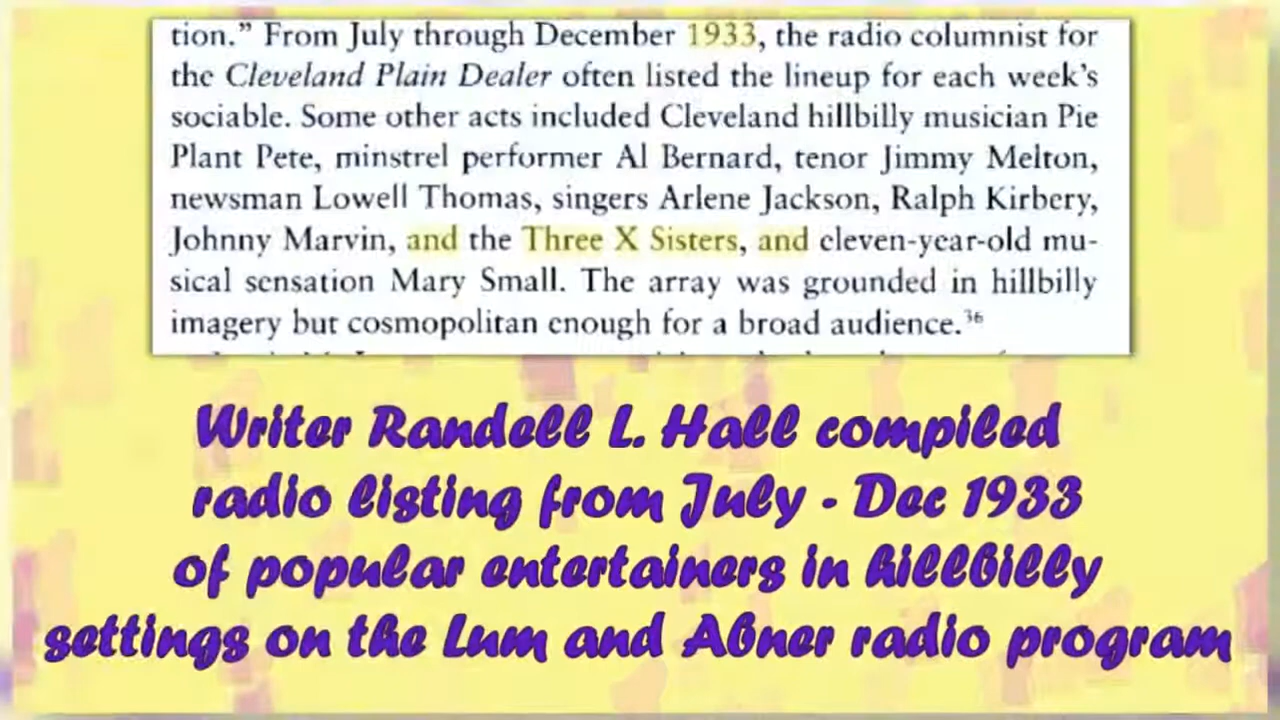 tion.” From July through December 1933, the radio columnist for
the Cleveland Plain Dealer often listed the lineup for each week’s
sociable. Some other acts included Cleveland hillbilly musician Pie
Plant Pete, minstrel performer Al Bernard, tenor Jimmy Melton,
newsman Lowell Thomas, singers Arlene Jackson, Ralph Kirbery,
Johnny Marvin, and the Three X Sisters, and eleven-year-old mu-
sical sensation Mary Small. The array was grounded in hillbilly
imagery but cosmopolitan enough for a broad audience.³⁶
Writer Randell L. Hall compiled
radio listing from July - Dec 1933
of popular entertainers in hillbilly
settings on the Lum and Abner radio program